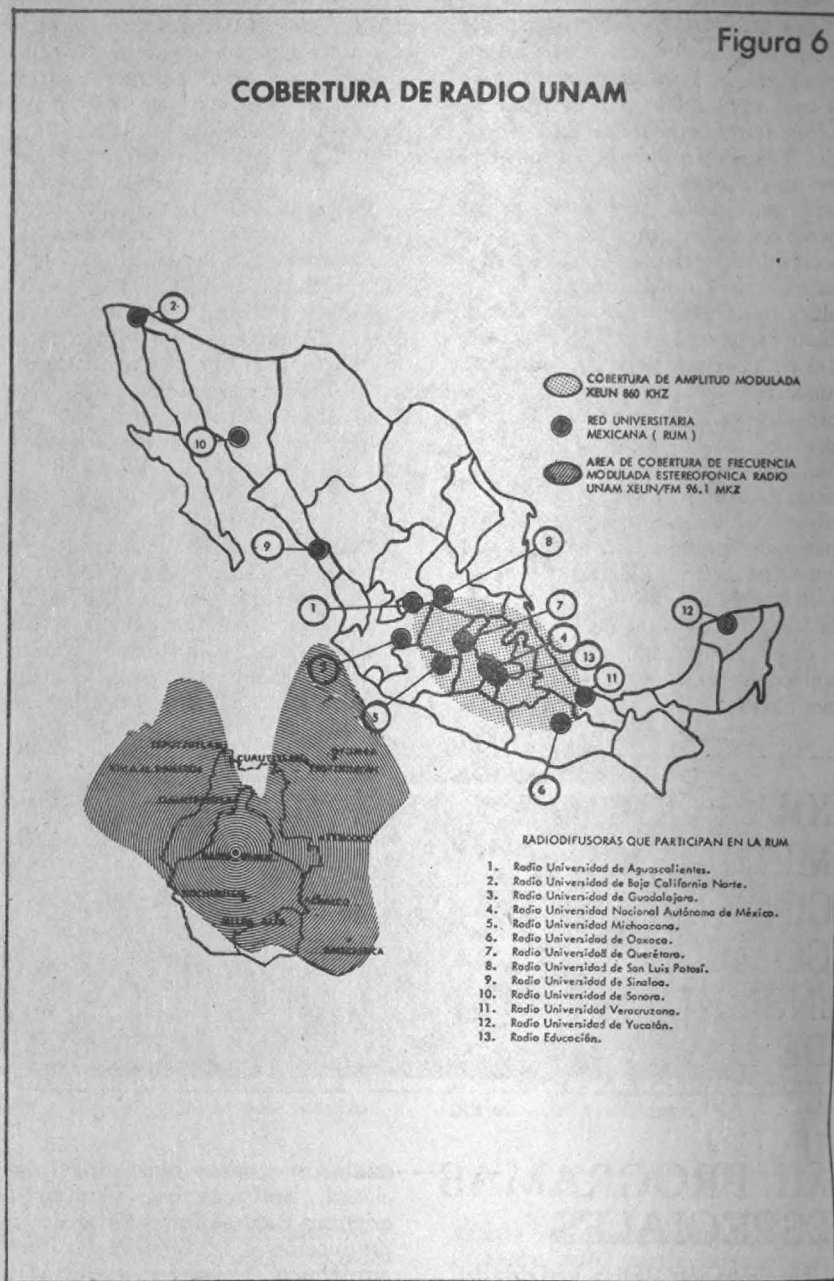 Figura 6
COBERTURA DE RADIO UNAM
2
10
9
1
8
7
4
13
11
12
3
5
6
COBERTURA DE AMPLITUD MODULADA
XEUN 860 KHZ
RED UNIVERSITARIA
MEXICANA ( RUM )
AREA DE COBERTURA DE FRECUENCIA
MODULADA ESTEREOFONICA RADIO
UNAM XEUN/FM 96.1 MKZ
TEPOTZOTLAN
CUAUTITLAN
TEXCOCO
XOCHIMILCO
CHALCO
MILPA ALTA
AMECAMECA
RADIODIFUSORAS QUE PARTICIPAN EN LA RUM
1. Radio Universidad de Aguascalientes.
2. Radio Universidad de Baja California Norte.
3. Radio Universidad de Guadalajara.
4. Radio Universidad Nacional Autónoma de México.
5. Radio Universidad Michoacana.
6. Radio Universidad de Oaxaca.
7. Radio Universidad de Querétaro.
8. Radio Universidad de San Luis Potosí.
9. Radio Universidad de Sinaloa.
10. Radio Universidad de Sonora.
11. Radio Universidad Veracruzana.
12. Radio Universidad de Yucatán.
13. Radio Educación.